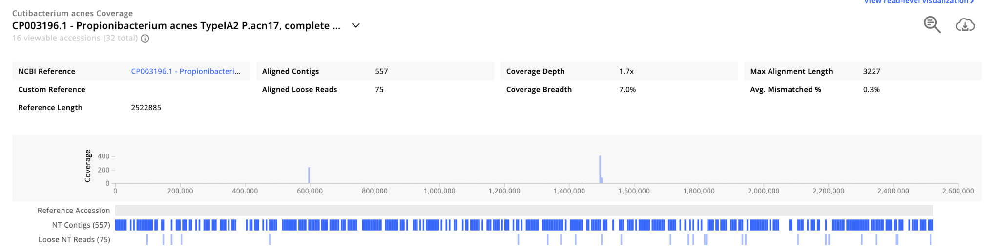 View read-level visualization >
Cutibacterium acnes Coverage
CP003196.1 - Propionibacterium acnes TypeIA2 P.acn17, complete ...
16 viewable accessions (32 total)
NCBI Reference CP003196.1 - Propionibacteri... Aligned Contigs 557 Coverage Depth 1.7x Max Alignment Length 3227
Custom Reference Aligned Loose Reads 75 Coverage Breadth 7.0% Avg. Mismatched % 0.3%
Reference Length 2522885
Coverage
400
200
0
0 200,000 400,000 600,000 800,000 1,000,000 1,200,000 1,400,000 1,600,000 1,800,000 2,000,000 2,200,000 2,400,000 2,600,000
Reference Accession
NT Contigs (557)
Loose NT Reads (75)